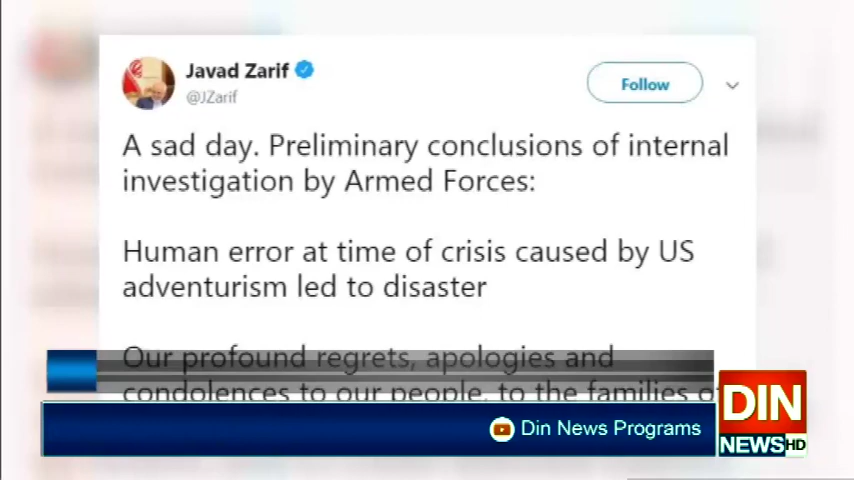 Javad Zarif
@JZarif
Follow
A sad day. Preliminary conclusions of internal
investigation by Armed Forces:
Human error at time of crisis caused by US
adventurism led to disaster
Our profound regrets, apologies and
condolences to our people, to the families of
Din News Programs
DIN
NEWS HD